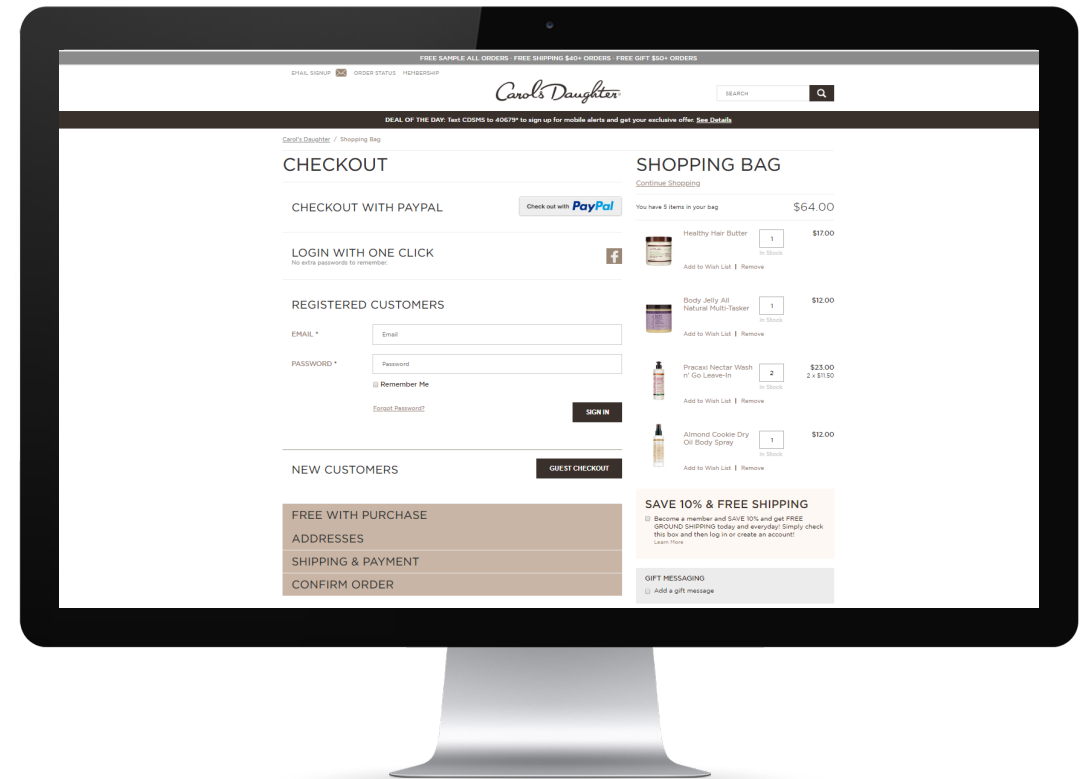 FREE SAMPLE ALL ORDERS · FREE SHIPPING $40+ ORDERS · FREE GIFT $50+ ORDERS
EMAIL SIGNUP ORDER STATUS MEMBERSHIP
Carol's Daughter
SEARCH
DEAL OF THE DAY: Text CDSMS to 40679* to sign up for mobile alerts and get your exclusive offer. See Details
Carol's Daughter / Shopping Bag
CHECKOUT
CHECKOUT WITH PAYPAL
Check out with PayPal
LOGIN WITH ONE CLICK
No extra passwords to remember.
f
REGISTERED CUSTOMERS
EMAIL *
Email
PASSWORD *
Password
Remember Me
Forgot Password?
SIGN IN
NEW CUSTOMERS
GUEST CHECKOUT
FREE WITH PURCHASE
ADDRESSES
SHIPPING & PAYMENT
CONFIRM ORDER
SHOPPING BAG
Continue Shopping
You have 5 items in your bag
$64.00
Healthy Hair Butter
1
$17.00
In Stock
Add to Wish List | Remove
Body Jelly All
Natural Multi-Tasker
1
$12.00
In Stock
Add to Wish List | Remove
Pracaxi Nectar Wash
n' Go Leave-In
2
$23.00
2 x $11.50
In Stock
Add to Wish List | Remove
Almond Cookie Dry
Oil Body Spray
1
$12.00
In Stock
Add to Wish List | Remove
SAVE 10% & FREE SHIPPING
Become a member and SAVE 10% and get FREE
GROUND SHIPPING today and everyday! Simply check
this box and then log in or create an account!
Learn More
GIFT MESSAGING
Add a gift message